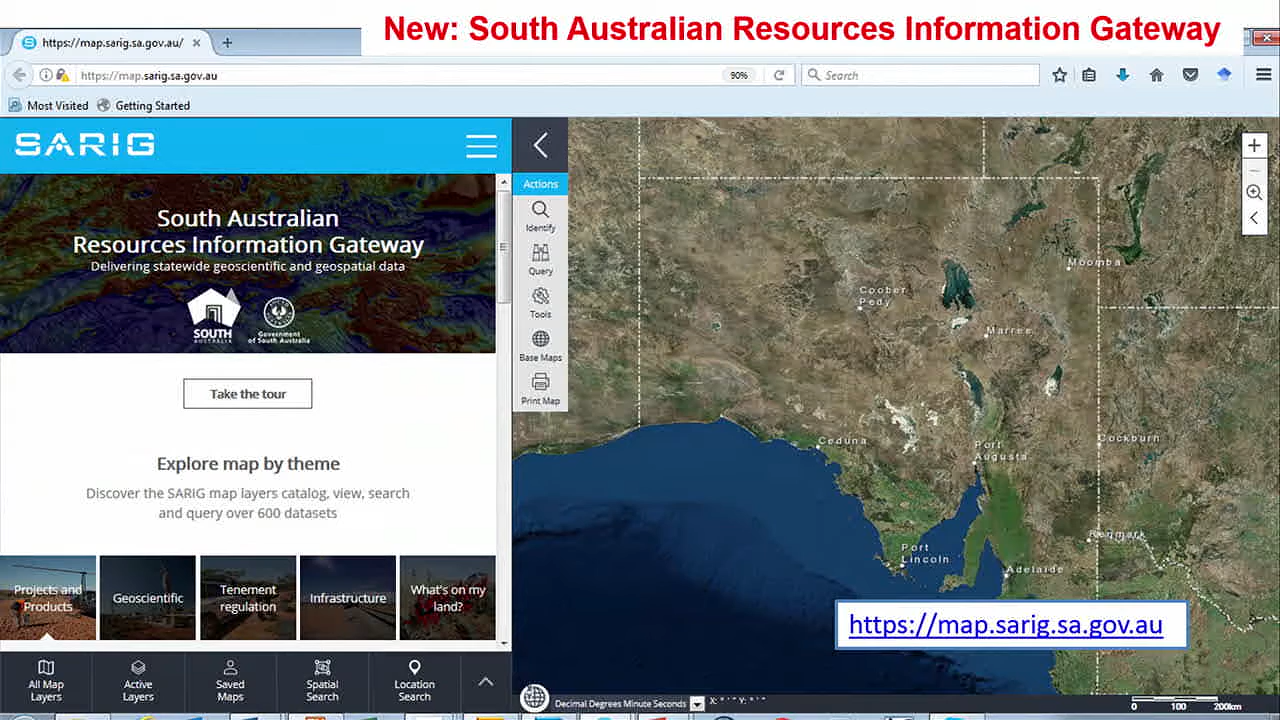 New: South Australian Resources Information Gateway
https://map.sarig.sa.gov.au/
https://map.sarig.sa.gov.au
90%
Search
Most Visited
Getting Started
SARIG
South Australian
Resources Information Gateway
Delivering statewide geoscientific and geospatial data
SOUTH
AUSTRALIA
Government
of South Australia
Take the tour
Explore map by theme
Discover the SARIG map layers catalog, view, search
and query over 600 datasets
Projects and
Products
Geoscientific
Tenement
regulation
Infrastructure
What's on my
land?
All Map
Layers
Active
Layers
Saved
Maps
Spatial
Search
Location
Search
Actions
Identify
Query
Tools
Base Maps
Print Map
Moomba
Coober
Pedy
Marree
Ceduna
Port
Augusta
Cockburn
Renmark
Port
Lincoln
Adelaide
https://map.sarig.sa.gov.au
Decimal Degrees Minute Seconds
X: ° ' " Y: ° ' "
0 100 200km